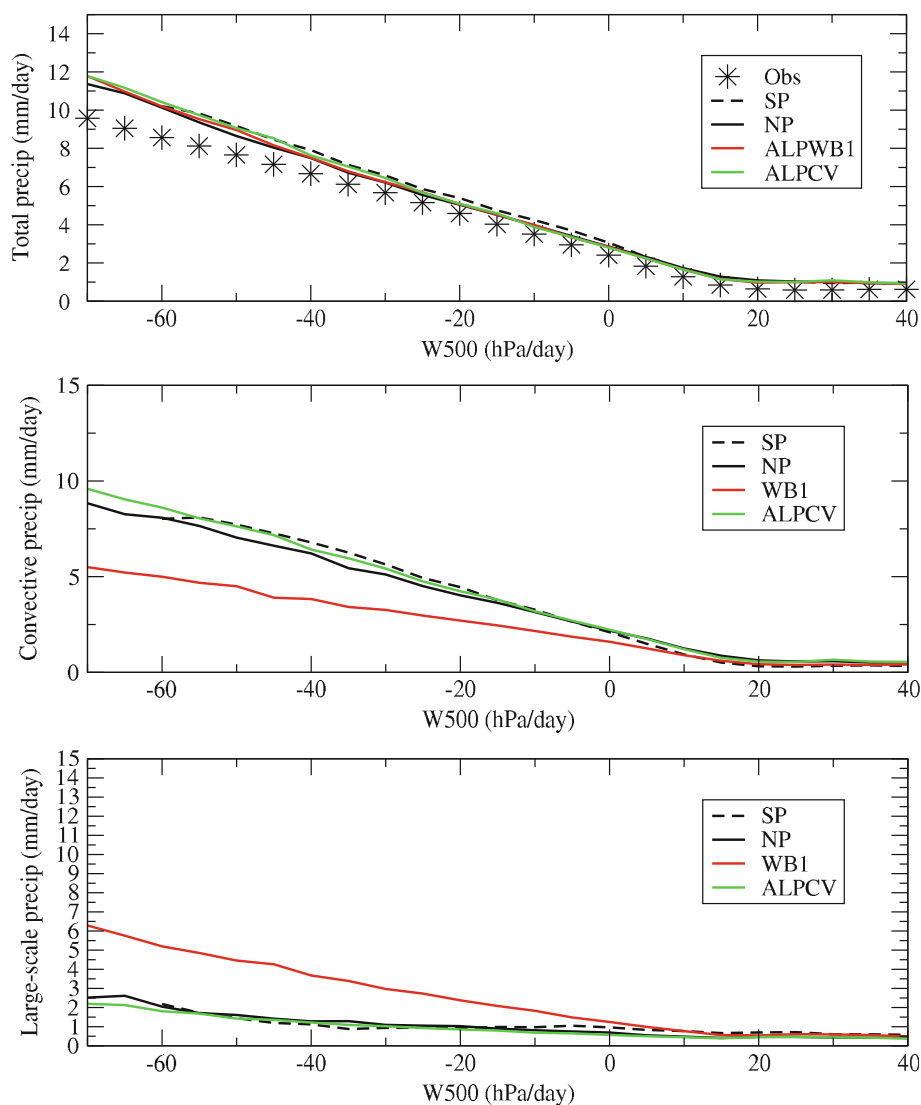 14
12
10
8
6
4
2
0
Total precip (mm/day)
Obs
SP
NP
ALPWB1
ALPCV
-60
-40
-20
0
20
40
W500 (hPa/day)
15
10
5
0
Convective precip (mm/day)
SP
NP
WB1
ALPCV
-60
-40
-20
0
20
40
W500 (hPa/day)
15
14
13
12
11
10
9
8
7
6
5
4
3
2
1
0
Large-scale precip (mm/day)
SP
NP
WB1
ALPCV
-60
-40
-20
0
20
40
W500 (hPa/day)